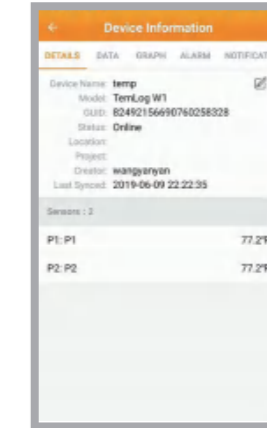 Device Information
DETAILS DATA GRAPH ALARM NOTIFICAT
Device Name: temp
Model: TemLog W1
GUID: 82492156690760258328
Status: Online
Location:
Project:
Creator: wangyanyan
Last Synced: 2019-06-09 22:22:35
Sensors : 2
P1: P1 77.2°F
P2: P2 77.2°F